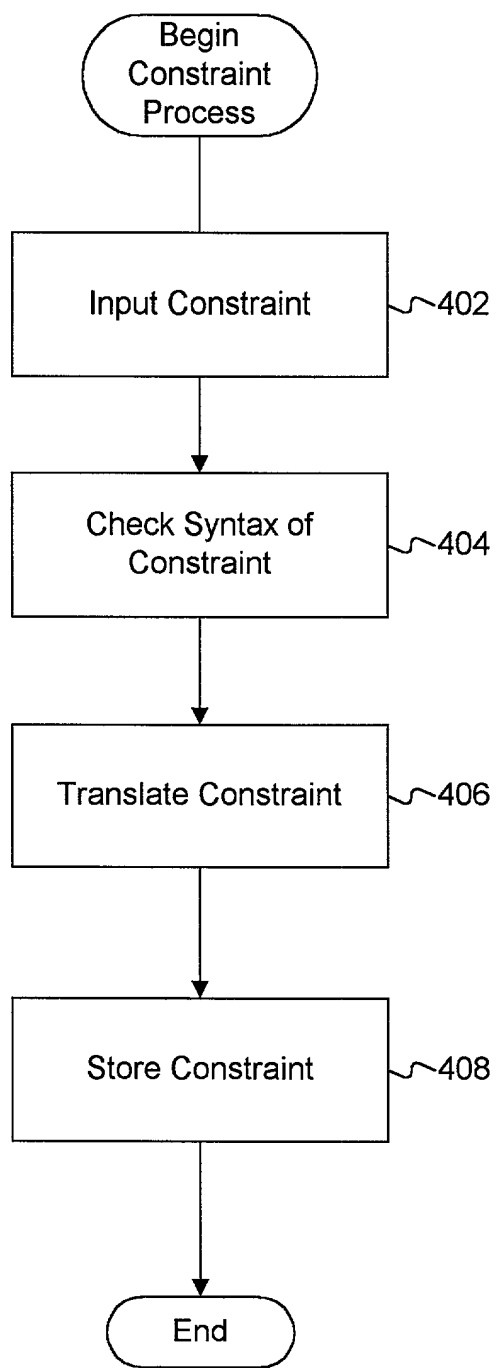 Begin
Constraint
Process
Input Constraint
402
Check Syntax of
Constraint
404
Translate Constraint
406
Store Constraint
408
End